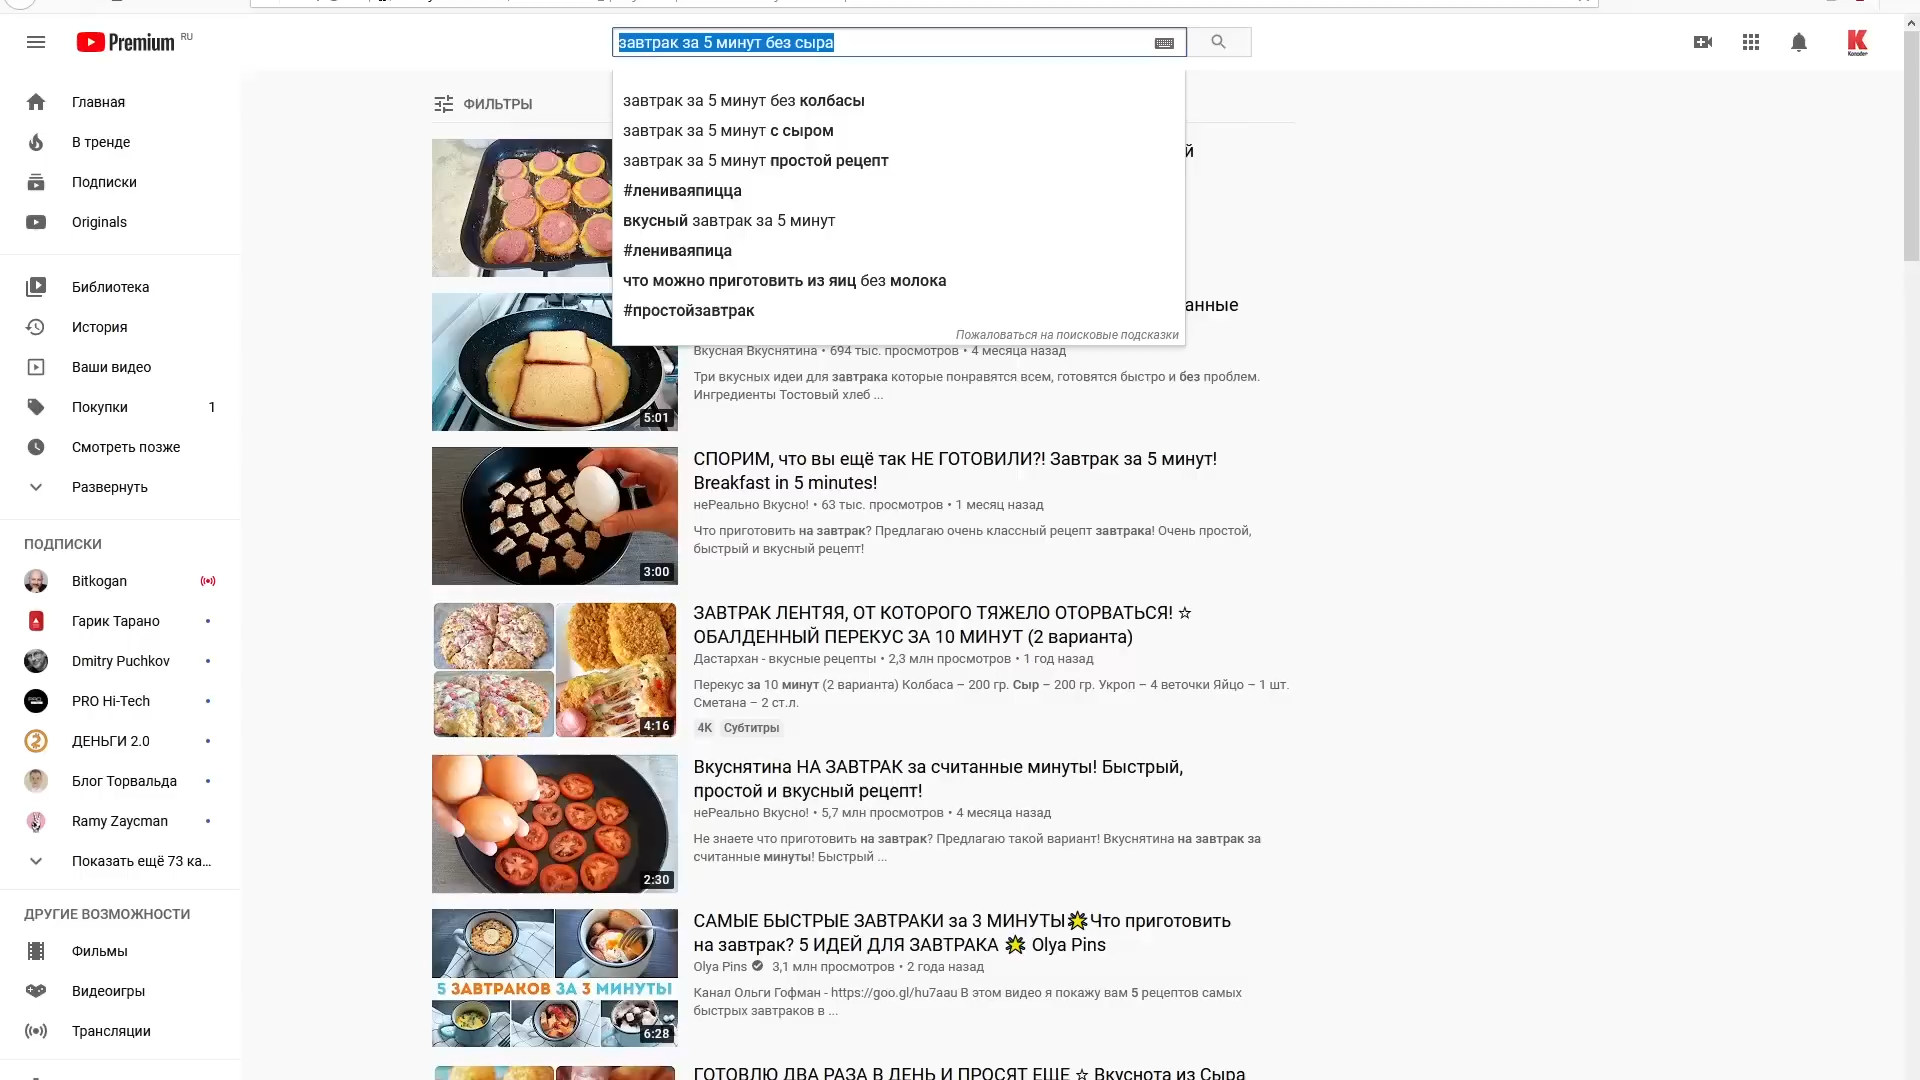 Premium RU
завтрак за 5 минут без сыра
завтрак за 5 минут без колбасы
завтрак за 5 минут с сыром
завтрак за 5 минут простой рецепт
#ленивaяпицца
вкусный завтрак за 5 минут
#ленивaяпица
что можно приготовить из яиц без молока
#простойзавтрак
Пожаловаться на поисковые подсказки
Главная
В тренде
Подписки
Originals
Библиотека
История
Ваши видео
Покупки 1
Смотреть позже
Развернуть
ПОДПИСКИ
Bitkogan
Гарик Тарано
Dmitry Puchkov
PRO Hi-Tech
ДЕНЬГИ 2.0
Блог Торвальда
Ramy Zaycman
Показать ещё 73 ка...
ДРУГИЕ ВОЗМОЖНОСТИ
Фильмы
Видеоигры
Трансляции
ФИЛЬТРЫ
й
анные
Вкусная Вкуснятина • 694 тыс. просмотров • 4 месяца назад
Три вкусных идеи для завтрака которые понравятся всем, готовятся быстро и без проблем.
Ингредиенты Тостовый хлеб ...
5:01
СПОРИМ, что вы ещё так НЕ ГОТОВИЛИ?! Завтрак за 5 минут!
Breakfast in 5 minutes!
неРеально Вкусно! • 63 тыс. просмотров • 1 месяц назад
Что приготовить на завтрак? Предлагаю очень классный рецепт завтрака! Очень простой,
быстрый и вкусный рецепт!
3:00
ЗАВТРАК ЛЕНТЯЯ, ОТ КОТОРОГО ТЯЖЕЛО ОТОРВАТЬСЯ! ☆
ОБАЛДЕННЫЙ ПЕРЕКУС ЗА 10 МИНУТ (2 варианта)
Дастархан - вкусные рецепты • 2,3 млн просмотров • 1 год назад
Перекус за 10 минут (2 варианта) Колбаса – 200 гр. Сыр – 200 гр. Укроп – 4 веточки Яйцо – 1 шт.
Сметана – 2 ст.л.
4K Субтитры
4:16
Вкуснятина НА ЗАВТРАК за считанные минуты! Быстрый,
простой и вкусный рецепт!
неРеально Вкусно! • 5,7 млн просмотров • 4 месяца назад
Не знаете что приготовить на завтрак? Предлагаю такой вариант! Вкуснятина на завтрак за
считанные минуты! Быстрый ...
2:30
САМЫЕ БЫСТРЫЕ ЗАВТРАКИ за 3 МИНУТЫ🌟Что приготовить
на завтрак? 5 ИДЕЙ ДЛЯ ЗАВТРАКА 🌟 Olya Pins
Olya Pins 3,1 млн просмотров • 2 года назад
Канал Ольги Гофман - https://goo.gl/hu7aau В этом видео я покажу вам 5 рецептов самых
быстрых завтраков в ...
5 ЗАВТРАКОВ ЗА 3 МИНУТЫ
6:28
ГОТОВЛЮ ДВА РАЗА В ДЕНЬ И ПРОСЯТ ЕЩЕ ☆ Вкуснота из Сыра